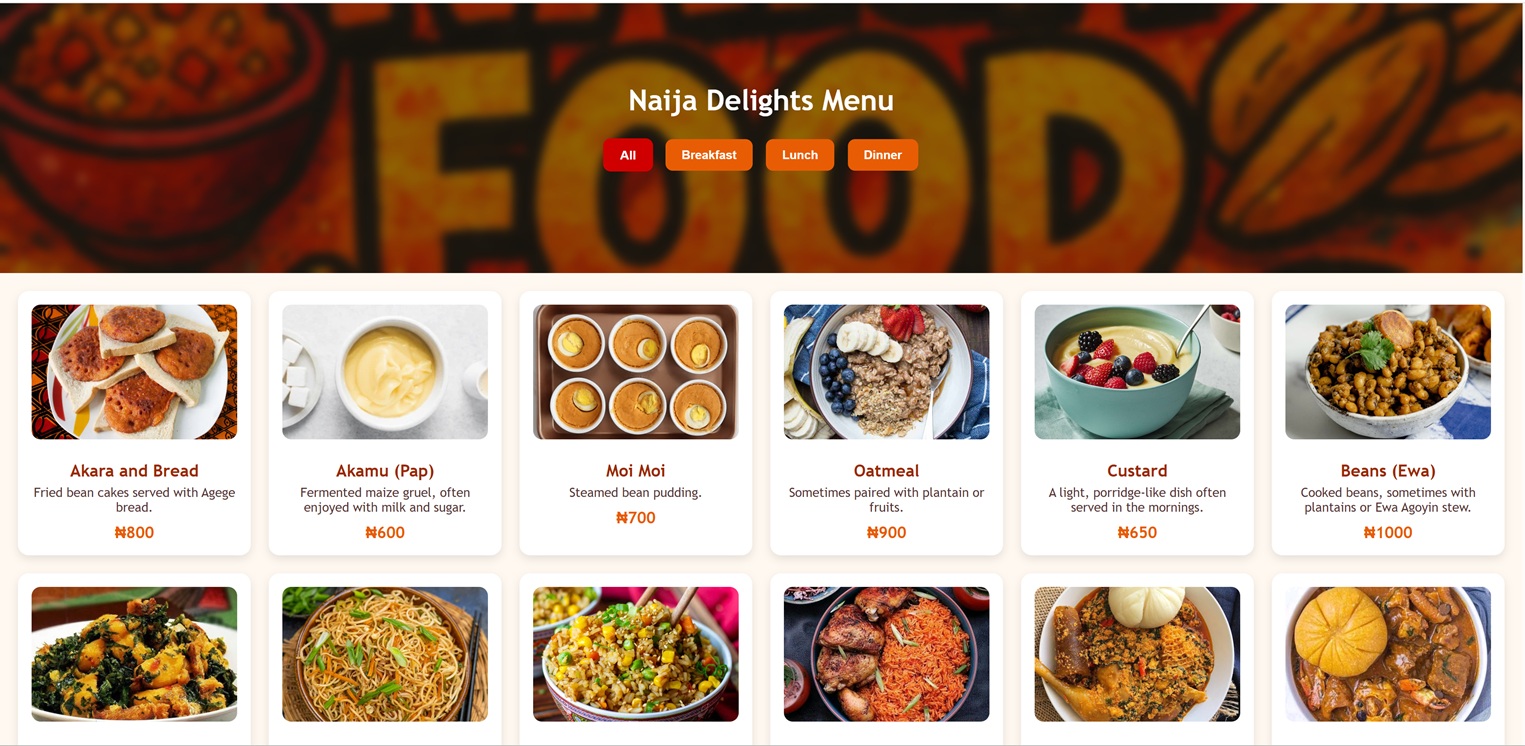 FOOD
Naija Delights Menu
All
Breakfast
Lunch
Dinner
Akara and Bread
Fried bean cakes served with Agege
bread.
₦800
Akamu (Pap)
Fermented maize gruel, often
enjoyed with milk and sugar.
₦600
Moi Moi
Steamed bean pudding.
₦700
Oatmeal
Sometimes paired with plantain or
fruits.
₦900
Custard
A light, porridge-like dish often
served in the mornings.
₦650
Beans (Ewa)
Cooked beans, sometimes with
plantains or Ewa Agoyin stew.
₦1000